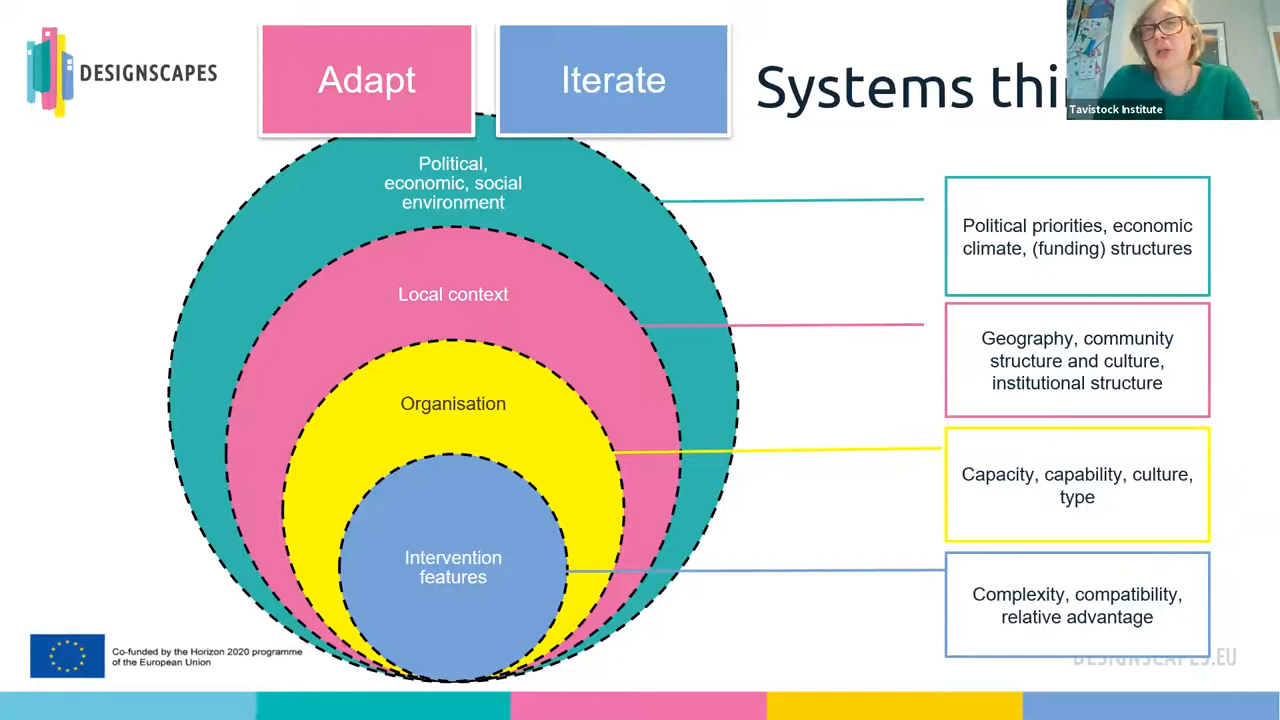 DESIGNSCAPES
Adapt
Iterate
Systems thi
Tavistock Institute
Political,
economic, social
environment
Political priorities, economic
climate, (funding) structures
Local context
Geography, community
structure and culture,
institutional structure
Organisation
Capacity, capability, culture,
type
Intervention
features
Complexity, compatibility,
relative advantage
Co-funded by the Horizon 2020 programme
of the European Union
DESIGNSCAPES.EU